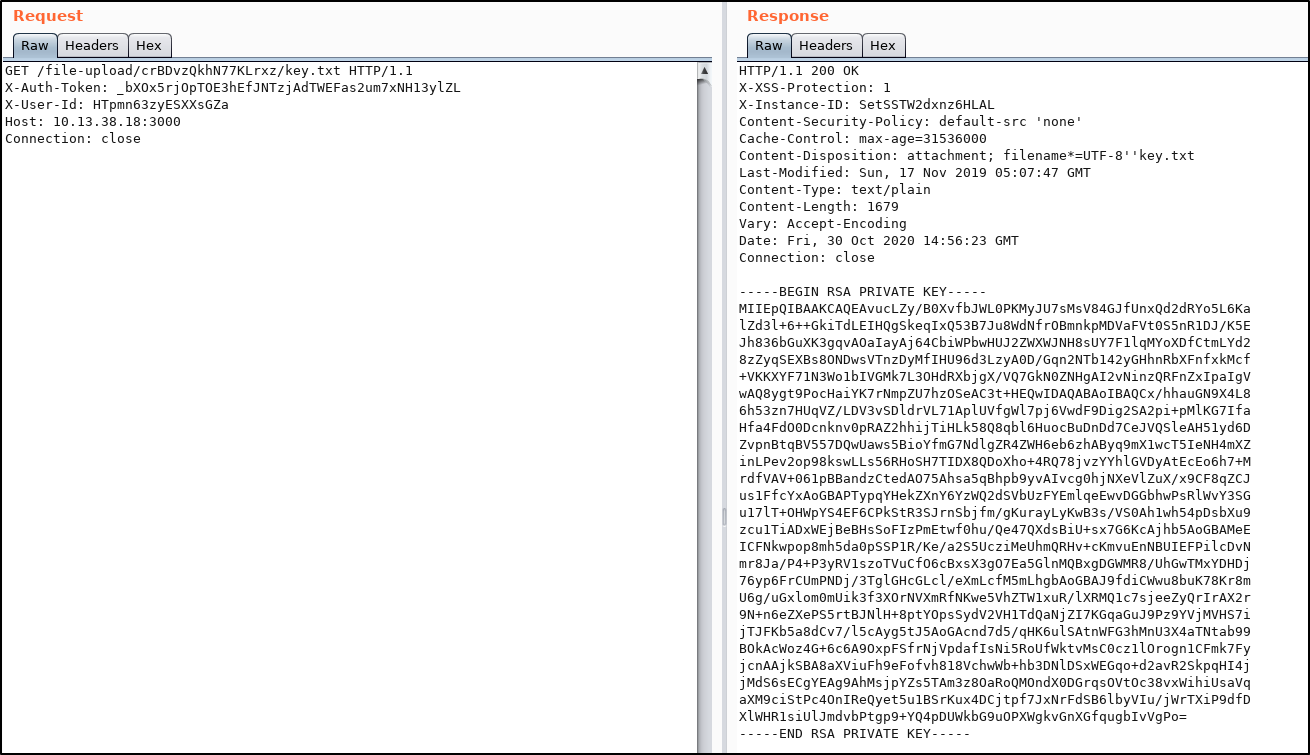 Request
Raw
Headers
Hex
GET /file-upload/crBDvzQkhN77KLrxz/key.txt HTTP/1.1
X-Auth-Token: _bXOx5rjOpTOE3hEfJNTzjAdTWEFas2um7xNH13ylZL
X-User-Id: HTpmn63zyESXXsGZa
Host: 10.13.38.18:3000
Connection: close
Response
Raw
Headers
Hex
HTTP/1.1 200 OK
X-XSS-Protection: 1
X-Instance-ID: SetSSTW2dxnz6HLAL
Content-Security-Policy: default-src 'none'
Cache-Control: max-age=31536000
Content-Disposition: attachment; filename*=UTF-8''key.txt
Last-Modified: Sun, 17 Nov 2019 05:07:47 GMT
Content-Type: text/plain
Content-Length: 1679
Vary: Accept-Encoding
Date: Fri, 30 Oct 2020 14:56:23 GMT
Connection: close
-----BEGIN RSA PRIVATE KEY-----
MIIEpQIBAAKCAQEAvucLZy/B0XvfbJWL0PKMyJU7sMsV84GJfUnxQd2dRYo5L6Ka
lZd3l+6++GkiTdLEIHQgSkeqIxQ53B7Ju8WdNfrOBmnkpMDVaFVt0S5nR1DJ/K5E
Jh836bGuXK3gqvAOaIayAj64CbiWPbwHUJ2ZWXWJNH8sUY7F1lqMYoXDfCtmLYd2
8zZyqSEXBs8ONDwsVTnzDyMfIHU96d3LzyA0D/Gqn2NTb142yGHhnRbXFnfxkMcf
+VKKXYF71N3Wo1bIVGMk7L3OHdRXbjgX/VQ7GkN0ZNHgAI2vNinzQRFnZxIpaIgV
wAQ8ygt9PocHaiYK7rNmpZU7hzOSeAC3t+HEQwIDAQABAoIBAQCx/hhauGN9X4L8
6h53zn7HUqVZ/LDV3vSDldrVL71AplUVfgWl7pj6VwdF9Dig2SA2pi+pMlKG7Ifa
Hfa4FdO0Dcnknv0pRAZ2hhijTiHLk58Q8qbl6HuocBuDnDd7CeJVQSleAH51yd6D
ZvpnBtqBV557DQwUaws5BioYfmG7NdlgZR4ZWH6eb6zhAByq9mX1wcT5IeNH4mXZ
inLPev2op98kswLLs56RHoSH7TIDX8QDoXho+4RQ78jvzYYhlGVDyAtEcEo6h7+M
rdfVAV+061pBBandzCtedAO75Ahsa5qBhpb9yvAIvcg0hjNXeVlZuX/x9CF8qZCJ
us1FfcYxAoGBAPTypqYHekZXnY6YzWQ2dSVbUzFYEmlqeEwvDGGbhwPsRlWvY3SG
u17lT+OHWpYS4EF6CPkStR3SJrnSbjfm/gKurayLyKwB3s/VS0Ah1wh54pDsbXu9
zcu1TiADxWEjBeBHsSoFIzPmEtwf0hu/Qe47QXdsBiU+sx7G6KcAjhb5AoGBAMeE
ICFNkwpop8mh5da0pSSP1R/Ke/a2S5UcziMeUhmQRHv+cKmvuEnNBUIEFPilcDvN
mr8Ja/P4+P3yRV1szoTVuCfO6cBxsX3gO7Ea5GlnMQBxgDGWMR8/UhGwTMxYDHDj
76yp6FrCUmPNDj/3TglGHcGLcl/eXmLcfM5mLhgbAoGBAJ9fdiCWwu8buK78Kr8m
U6g/uGxlom0mUik3f3XOrNVXmRfNKwe5VhZTW1xuR/lXRMQ1c7sjeeZyQrIrAX2r
9N+n6eZXePS5rtBJNlH+8ptYOpsSydV2VH1TdQaNjZI7KGqaGuJ9Pz9YVjMVHS7i
jTJFKb5a8dCv7/l5cAyg5tJ5AoGAcnd7d5/qHK6ulSAtnWFG3hMnU3X4aTNtab99
BOkAcWoz4G+6c6A9OxpFSfrNjVpdafIsNi5RoUfWktvMsC0cz1lOrogn1CFmk7Fy
jcnAAjkSBA8aXViuFh9eFofvh818VchwWb+hb3DNlDSxWEGqo+d2avR2SkpqHI4j
jMdS6sECgYEAg9AhMsjpYZs5TAm3z8OaRoQMOndX0DGrqsOVtOc38vxWihiUsaVq
aXM9ciStPc4OnIReQyet5u1BSrKux4DCjtpf7JxNrFdSB6lbyVIu/jWrTXiP9dfD
XlWHR1siUlJmdvbPtgp9+YQ4pDUWkbG9uOPXWgkvGnXGfqugbIvVgPo=
-----END RSA PRIVATE KEY-----